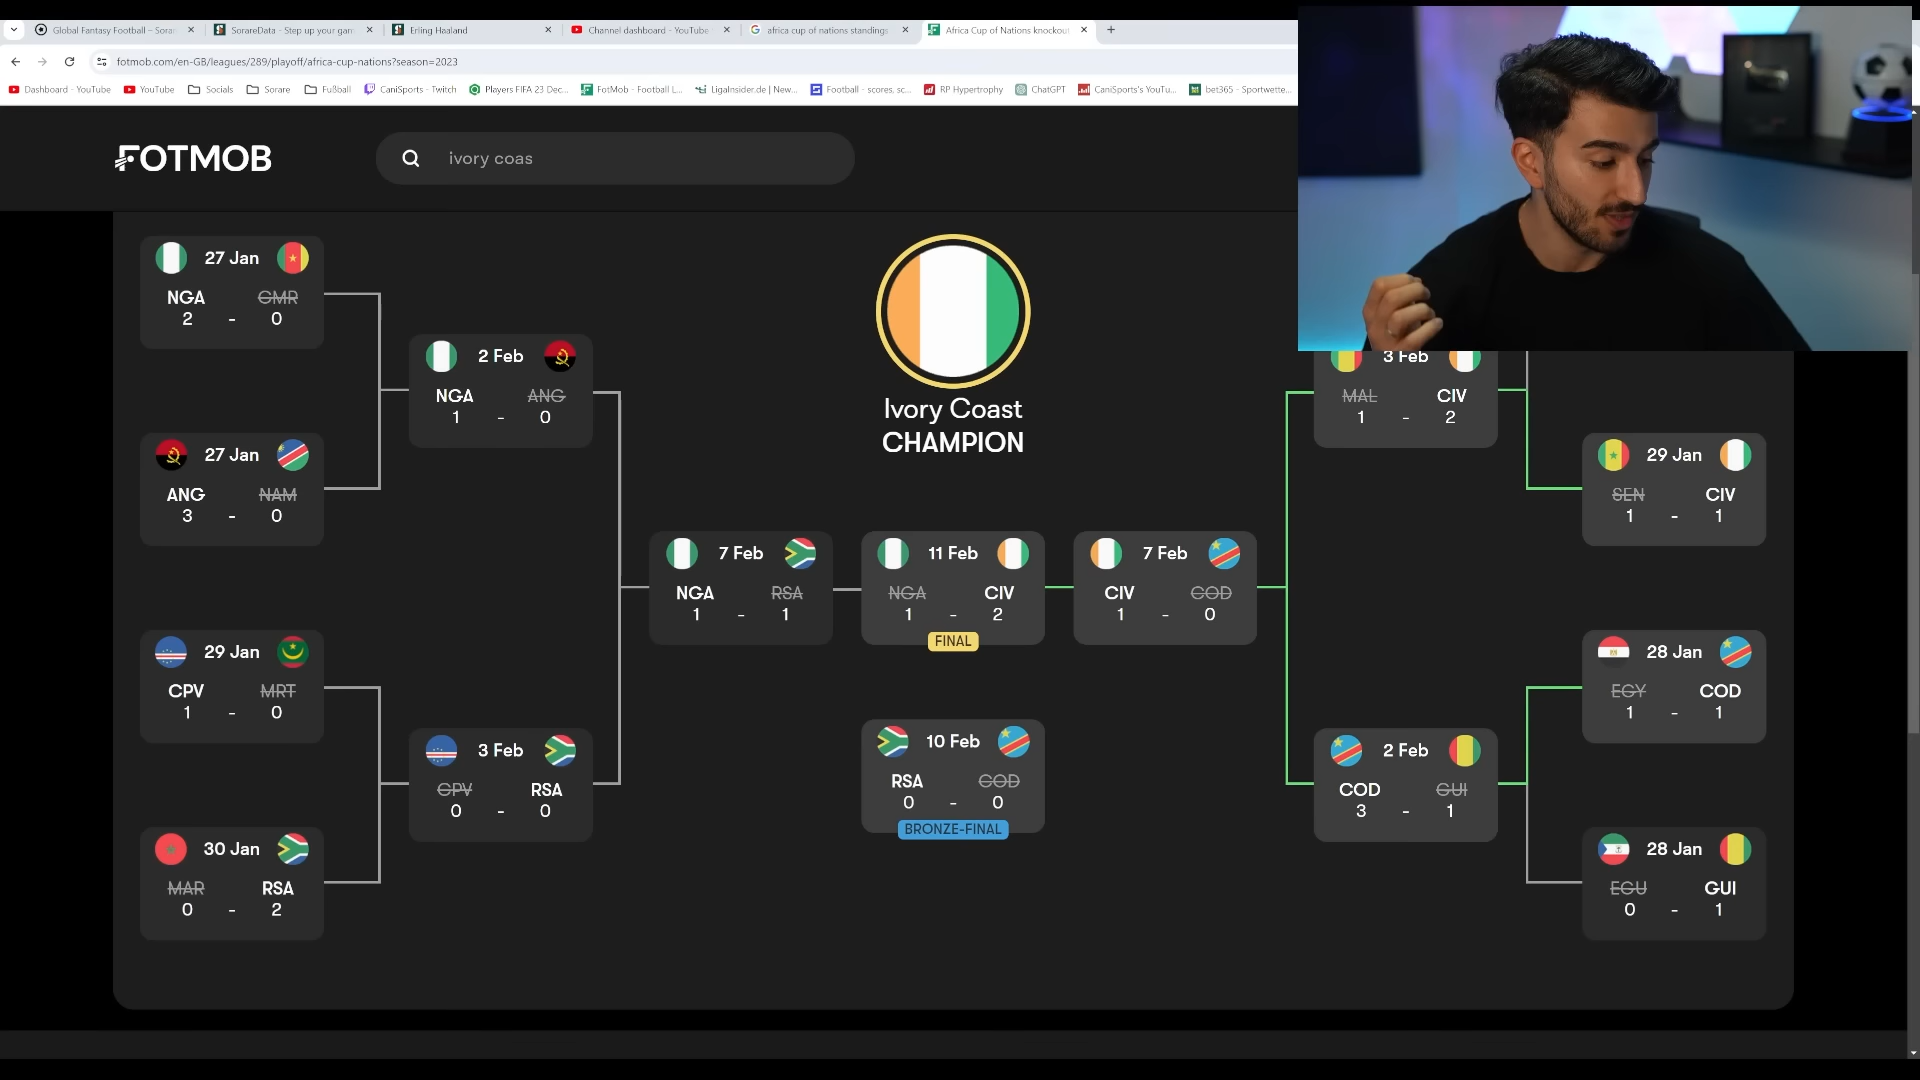 Global Fantasy Football – Sorar
SorareData - Step up your gam
Erling Haaland
Channel dashboard - YouTube
africa cup of nations standings
Africa Cup of Nations knockou
fotmob.com/en-GB/leagues/289/playoff/africa-cup-nations?season=2023
Dashboard - YouTube
YouTube
Socials
Sorare
Fußball
CaniSports - Twitch
Players FIFA 23 Dec...
FotMob - Football L...
LigaInsider.de | New...
Football - scores, sc...
RP Hypertrophy
ChatGPT
CaniSports's YouTu...
bet365 - Sportwette...
FOTMOB
ivory coas
27 Jan
NGA CMR
2 - 0
27 Jan
ANG NAM
3 - 0
29 Jan
CPV MRT
1 - 0
30 Jan
MAR RSA
0 - 2
2 Feb
NGA ANG
1 - 0
3 Feb
CPV RSA
0 - 0
7 Feb
NGA RSA
1 - 1
Ivory Coast
CHAMPION
11 Feb
NGA CIV
1 - 2
FINAL
10 Feb
RSA COD
0 - 0
BRONZE-FINAL
7 Feb
CIV COD
1 - 0
3 Feb
MAL CIV
1 - 2
2 Feb
COD GUI
3 - 1
29 Jan
SEN CIV
1 - 1
28 Jan
EGY COD
1 - 1
28 Jan
EGU GUI
0 - 1